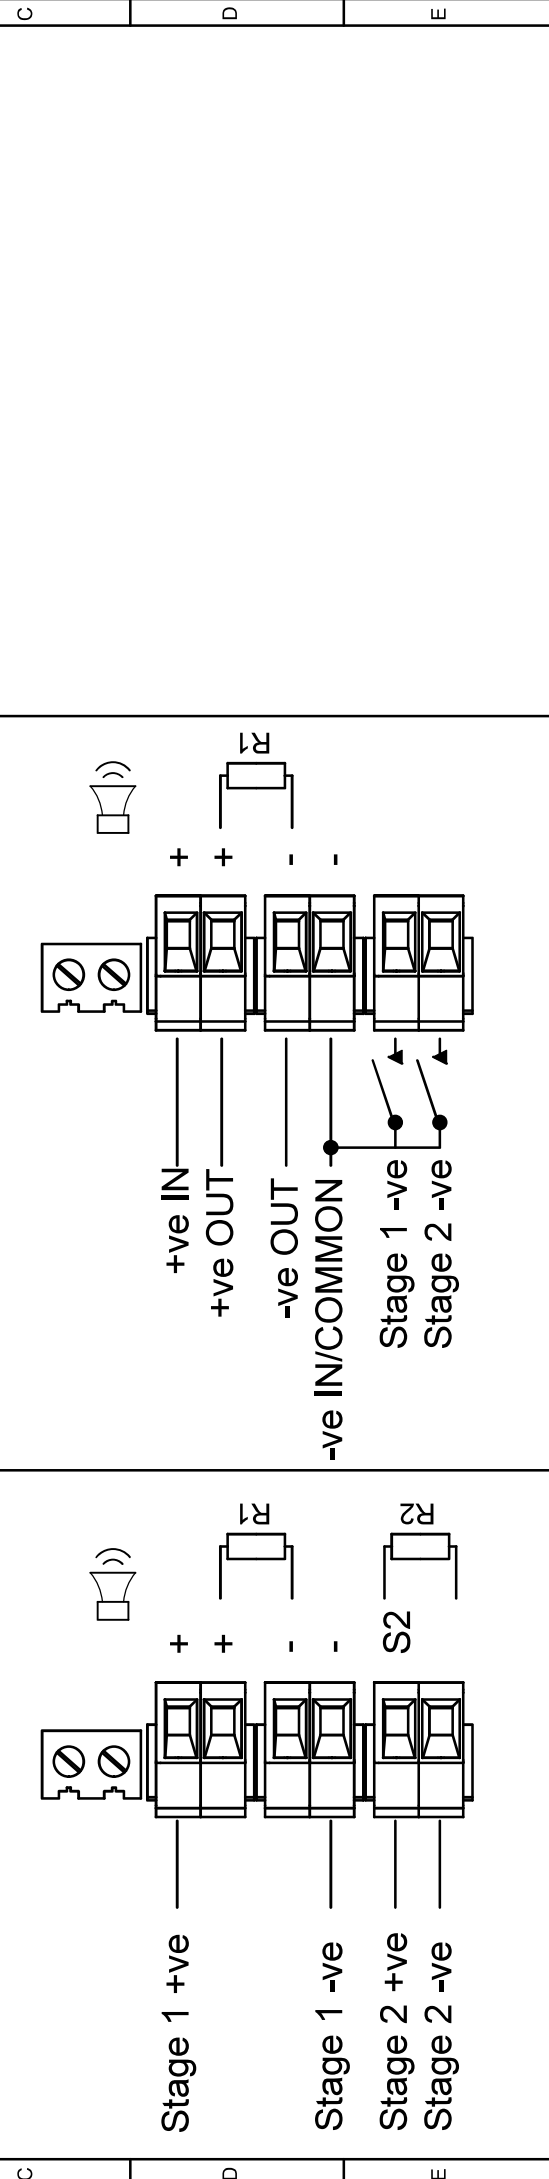 C
D
E
R1
+
+
-
-
+ve IN
+ve OUT
-ve OUT
-ve IN/COMMON
Stage 1 -ve
Stage 2 -ve
R1
R2
+
+
-
-
S2
Stage 1 +ve
Stage 1 -ve
Stage 2 +ve
Stage 2 -ve
C
D
E